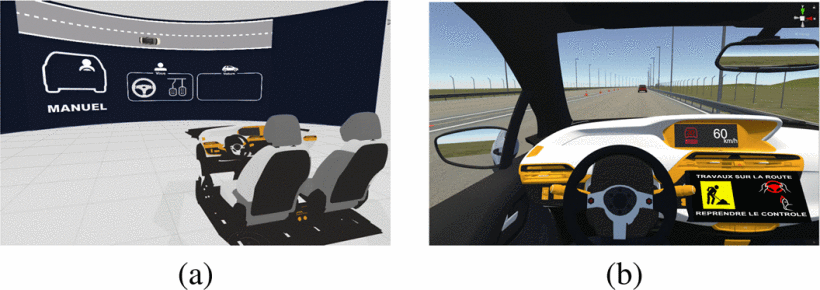 MANUEL
60
km/h
TRAVAUX SUR LA ROUTE
REPRENDRE LE CONTROLE
(a)
(b)